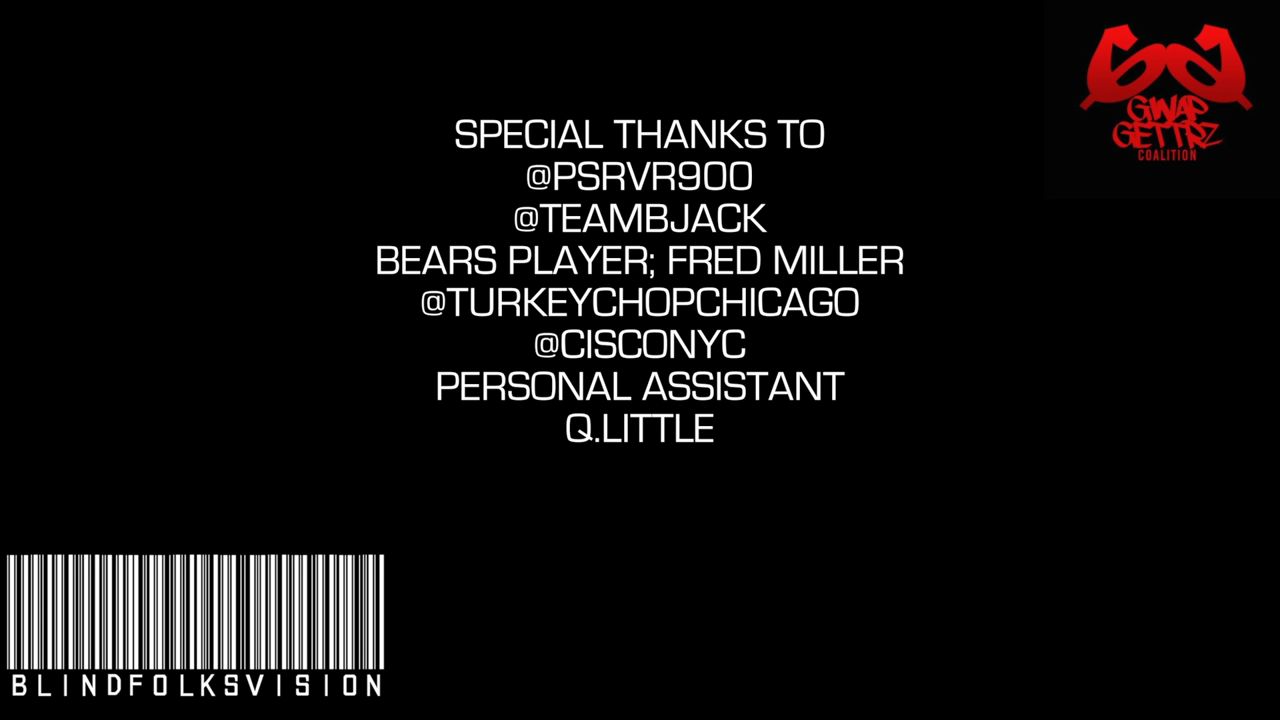 SPECIAL THANKS TO
@PSRVR900
@TEAMBJACK
BEARS PLAYER; FRED MILLER
@TURKEYCHOPCHICAGO
@CISCONYC
PERSONAL ASSISTANT
Q.LITTLE
GWAP
GETTRZ
COALITION
BLINDFOLKSVISION